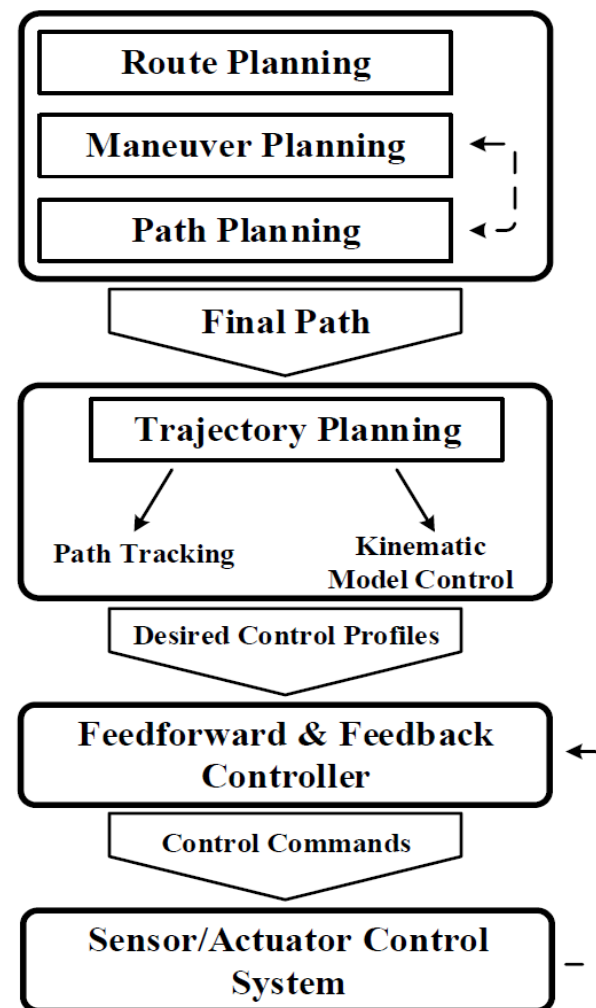 Route Planning
Maneuver Planning
Path Planning
Final Path
Trajectory Planning
Path Tracking
Kinematic
Model Control
Desired Control Profiles
Feedforward & Feedback
Controller
Control Commands
Sensor/Actuator Control
System